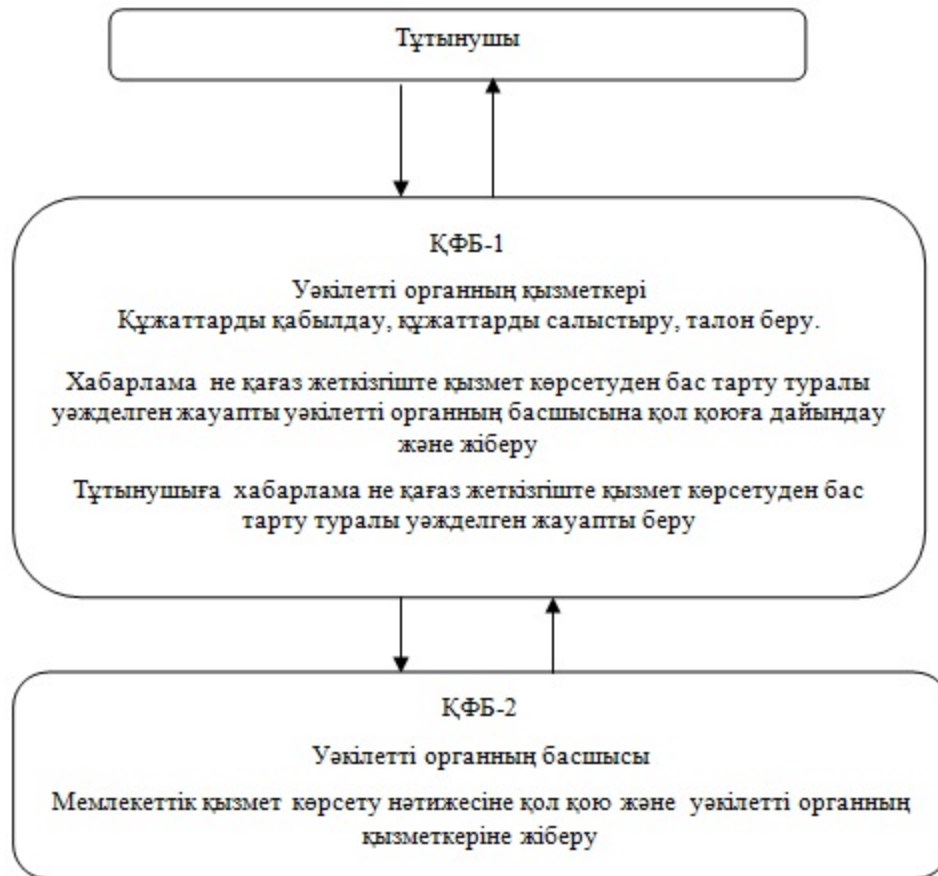 Тұтынушы
ҚФБ-1
Уәкілетті органның қызметкері
Құжаттарды қабылдау, құжаттарды салыстыру, талон беру.
Хабарлама не қағаз жеткізгіште қызмет көрсетуден бас тарту туралы
уәжделген жауапты уәкілетті органның басшысына қол қоюға дайындау
және жіберу
Тұтынушыға хабарлама не қағаз жеткізгіште қызмет көрсетуден бас
тарту туралы уәжделген жауапты беру
ҚФБ-2
Уәкілетті органның басшысы
Мемлекеттік қызмет көрсету нәтижесіне қол қою және уәкілетті органның
қызметкеріне жіберу